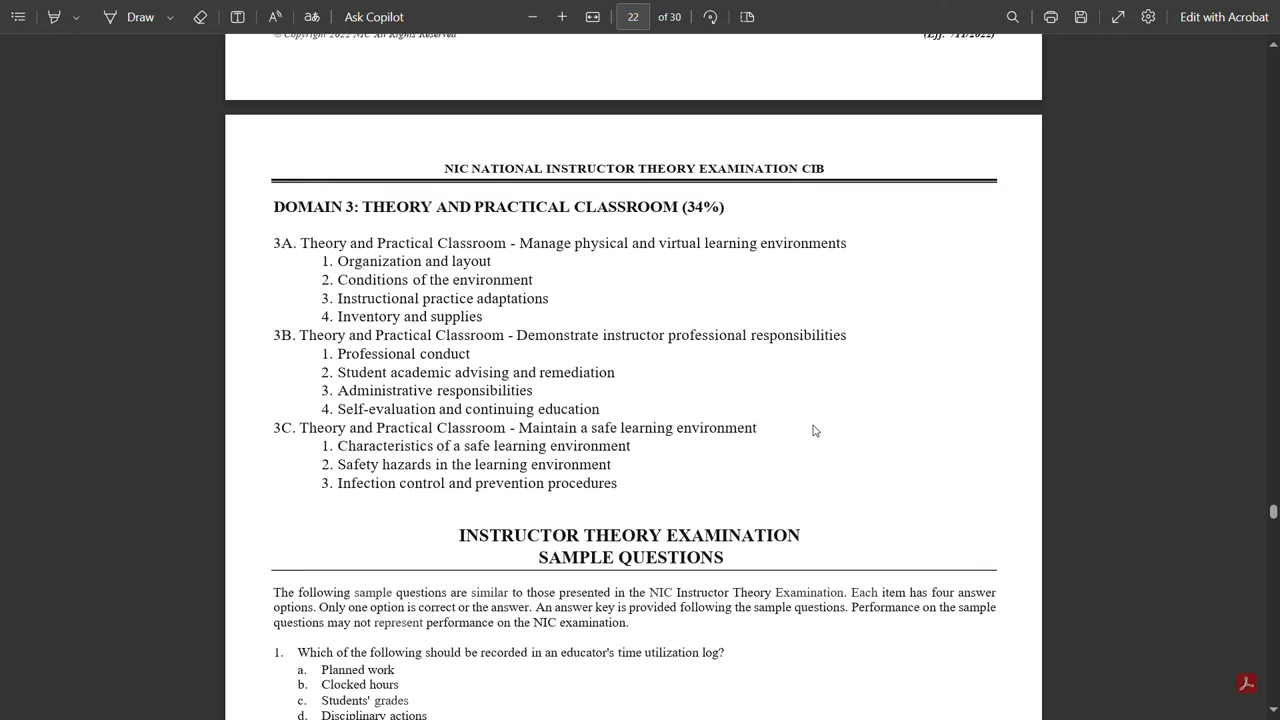 Draw
Ask Copilot
22
of 30
Edit with Acrobat
© Copyright 2022 NIC All Rights Reserved
DOMAIN 3: THEORY AND PRACTICAL CLASSROOM (34%)
NIC NATIONAL INSTRUCTOR THEORY EXAMINATION CIB
3A. Theory and Practical Classroom - Manage physical and virtual learning environments
1. Organization and layout
2. Conditions of the environment
3. Instructional practice adaptations
4. Inventory and supplies
3B. Theory and Practical Classroom - Demonstrate instructor professional responsibilities
1. Professional conduct
2. Student academic advising and remediation
3. Administrative responsibilities
4. Self-evaluation and continuing education
3C. Theory and Practical Classroom - Maintain a safe learning environment
1. Characteristics of a safe learning environment
2. Safety hazards in the learning environment
3. Infection control and prevention procedures
INSTRUCTOR THEORY EXAMINATION
SAMPLE QUESTIONS
The following sample questions are similar to those presented in the NIC Instructor Theory Examination. Each item has four answer
options. Only one option is correct or the answer. An answer key is provided following the sample questions. Performance on the sample
questions may not represent performance on the NIC examination.
1. Which of the following should be recorded in an educator's time utilization log?
a. Planned work
b. Clocked hours
c. Students' grades
d. Disciplinary actions